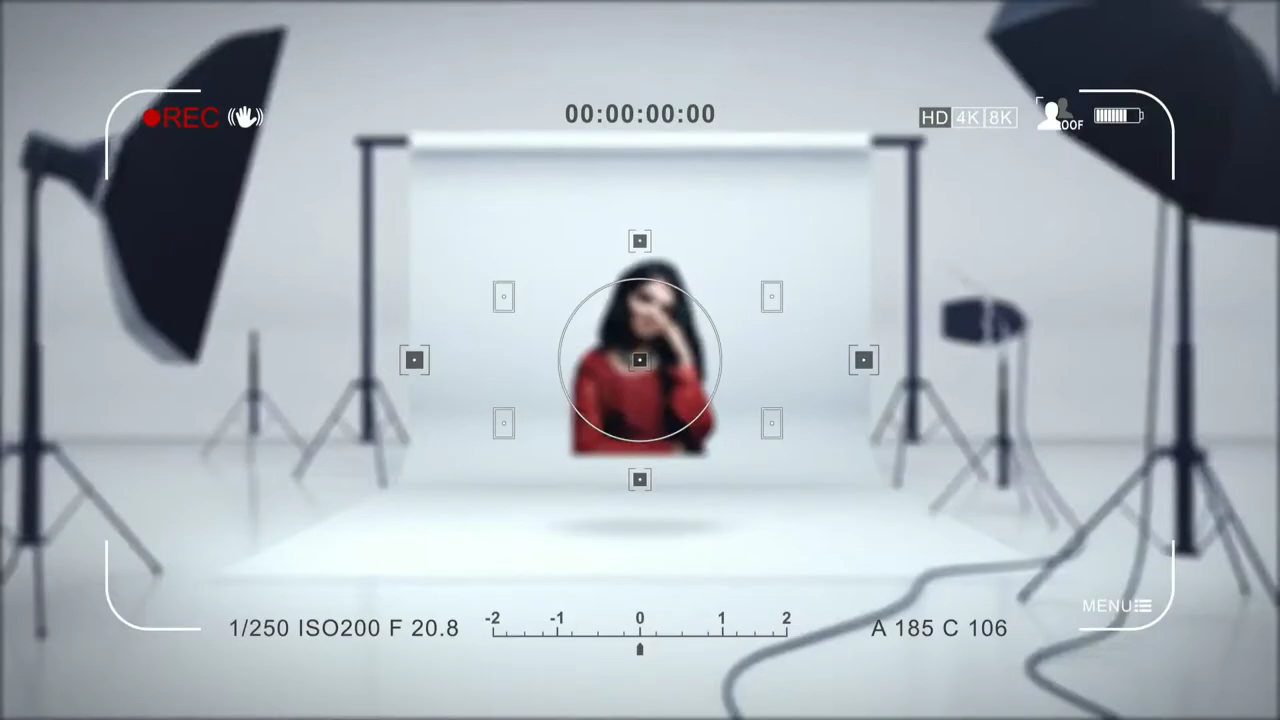 REC
00:00:00:00
HD 4K 8K
OOF
1/250 ISO200 F 20.8
-2 -1 0 1 2
A 185 C 106
MENU